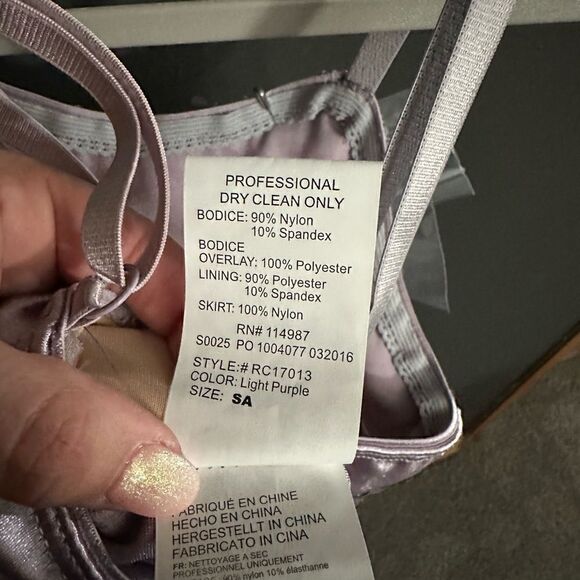 PROFESSIONAL
DRY CLEAN ONLY
BODICE: 90% Nylon
10% Spandex
BODICE
OVERLAY: 100% Polyester
LINING: 90% Polyester
10% Spandex
SKIRT: 100% Nylon
RN# 114987
S0025 PO 1004077 032016
STYLE:# RC17013
COLOR: Light Purple
SIZE: SA
FABRIQUÉ EN CHINE
HECHO EN CHINA
HERGESTELLT IN CHINA
FABBRICATO IN CINA
FR: NETTOYAGE A SEC
PROFESSIONNEL UNIQUEMENT
90% nylon 10% élasthanne